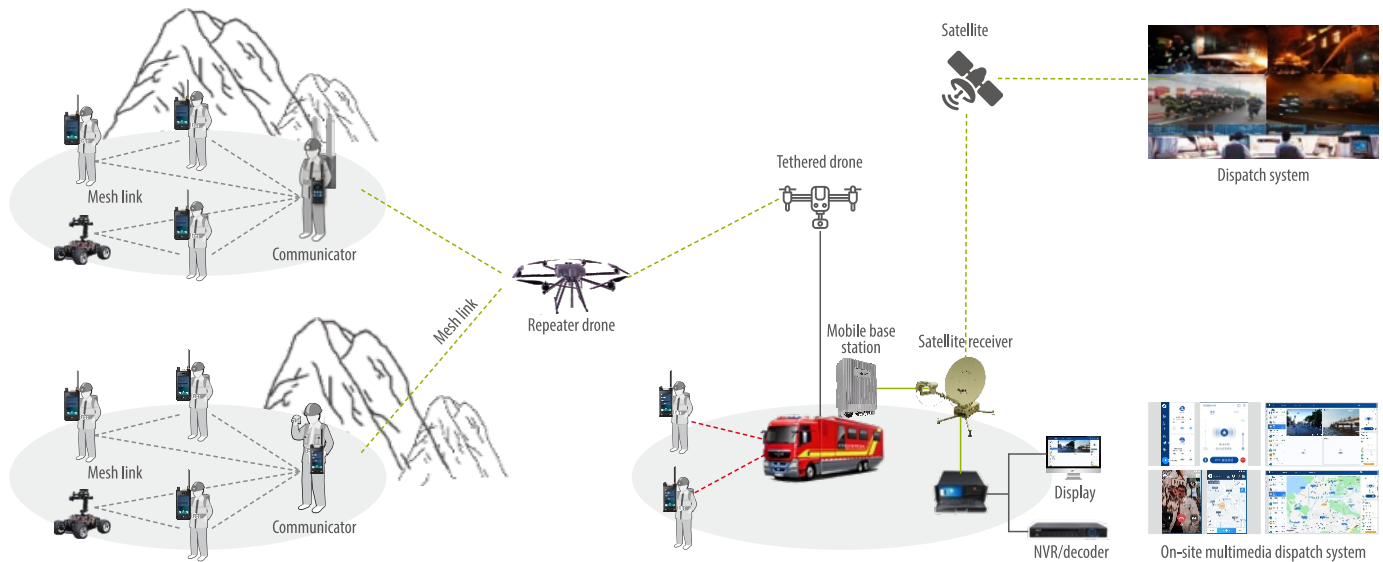 Satellite
Tethered drone
Dispatch system
Mesh link
Communicator
Repeater drone
Mesh link
Mobile base
station
Satellite receiver
Mesh link
Communicator
Display
NVR/decoder
On-site multimedia dispatch system